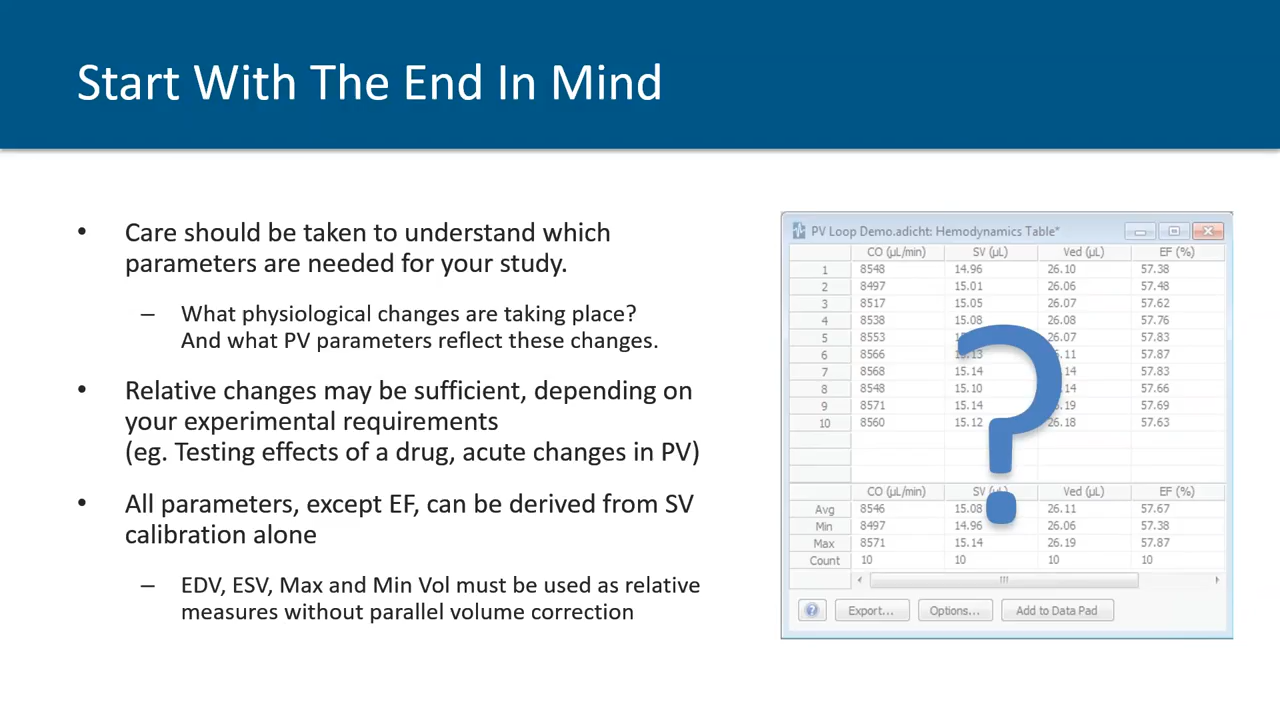 Start With The End In Mind
• Care should be taken to understand which
parameters are needed for your study.
– What physiological changes are taking place?
And what PV parameters reflect these changes.
• Relative changes may be sufficient, depending on
your experimental requirements
(eg. Testing effects of a drug, acute changes in PV)
• All parameters, except EF, can be derived from SV
calibration alone
– EDV, ESV, Max and Min Vol must be used as relative
measures without parallel volume correction
PV Loop Demo.adicht: Hemodynamics Table*
CO (µL/min) SV (µL) Ved (µL) EF (%)
1 8548 14.96 26.10 57.38
2 8497 15.01 26.06 57.48
3 8517 15.05 26.07 57.62
4 8538 15.08 26.08 57.76
5 8553 26.07 57.83
6 8566 57.87
7 8568 15.14 57.83
8 8548 15.10 57.66
9 8571 15.14 57.69
10 8560 15.12 26.18 57.63
?
CO (µL/min) SV (µL) Ved (µL) EF (%)
Avg 8546 15.08 26.11 57.67
Min 8497 14.96 26.06 57.38
Max 8571 15.14 26.19 57.87
Count 10 10 10 10
? Export... Options... Add to Data Pad